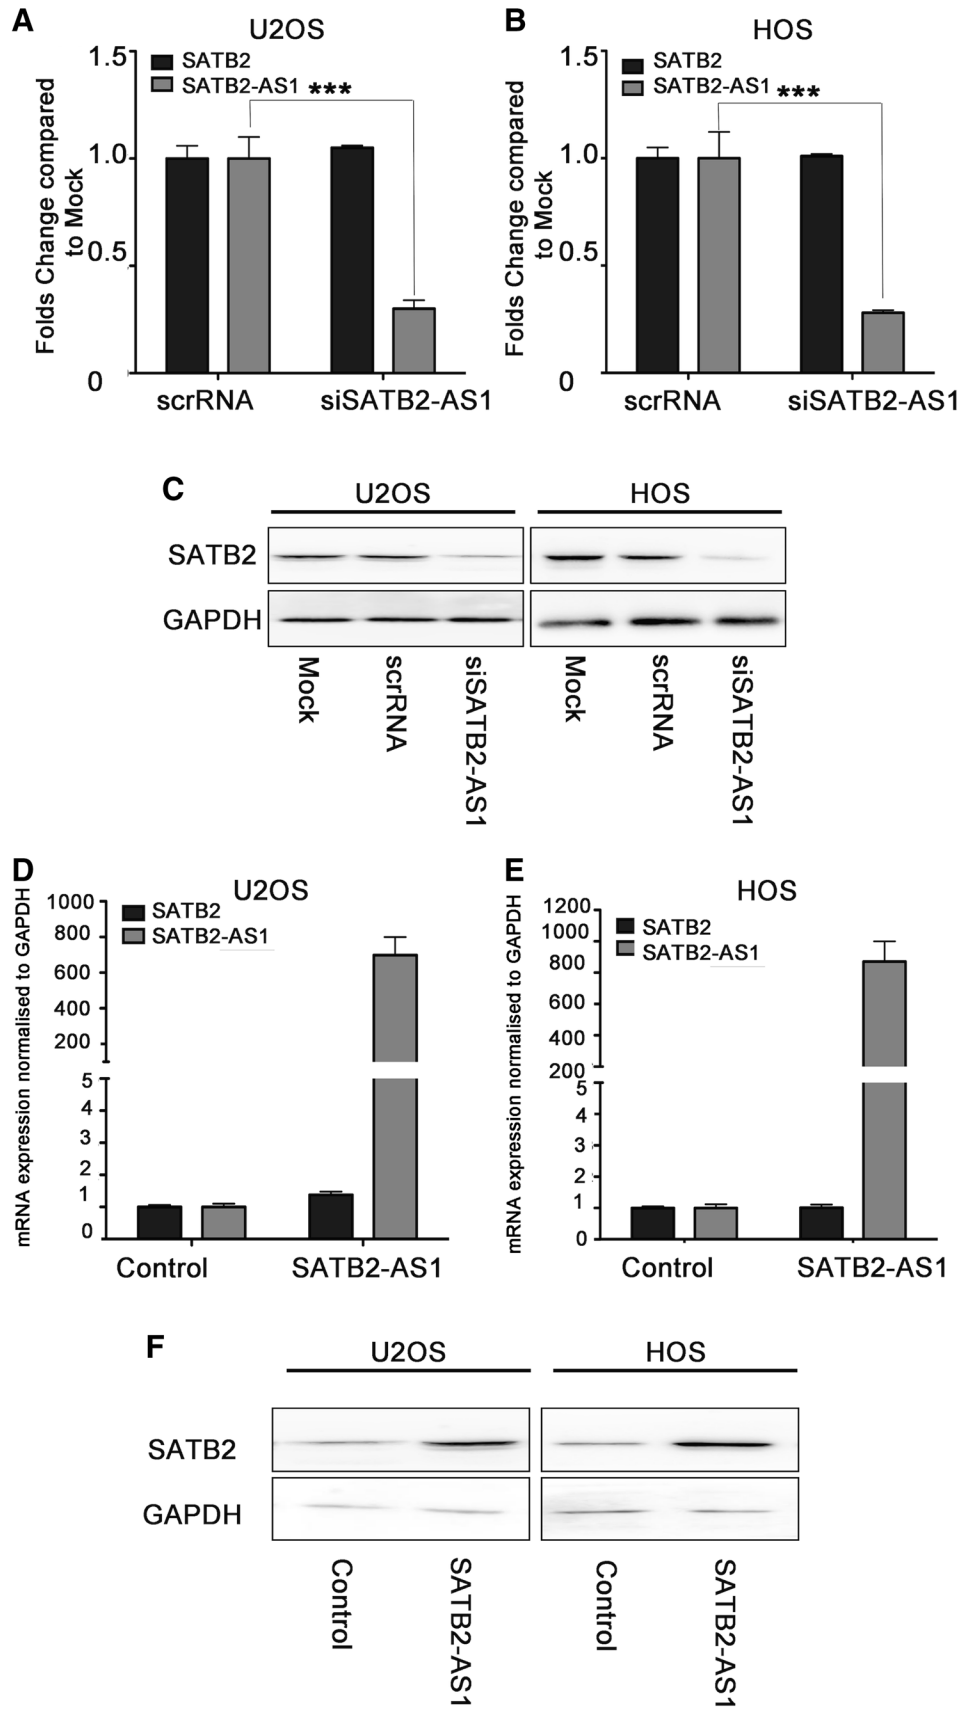 A
U2OS
Folds Change compared
to Mock
1.5
1.0
0.5
0
SATB2
SATB2-AS1
***
scrRNA
siSATB2-AS1
B
HOS
Folds Change compared
to Mock
1.5
1.0
0.5
0
SATB2
SATB2-AS1
***
scrRNA
siSATB2-AS1
C
U2OS
HOS
SATB2
GAPDH
Mock
scrRNA
siSATB2-AS1
Mock
scrRNA
siSATB2-AS1
D
U2OS
mRNA expression normalised to GAPDH
1000
800
600
400
200
5
4
3
2
1
0
SATB2
SATB2-AS1
Control
SATB2-AS1
E
HOS
mRNA expression normalised to GAPDH
1200
1000
800
600
400
200
5
4
3
2
1
0
SATB2
SATB2-AS1
Control
SATB2-AS1
F
U2OS
HOS
SATB2
GAPDH
Control
SATB2-AS1
Control
SATB2-AS1